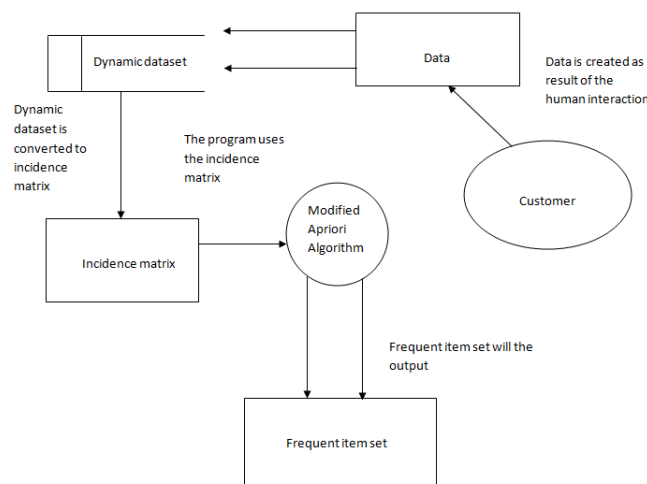 Dynamic dataset
Data
Data is created as
result of the
human interaction
Dynamic
dataset is
converted to
incidence
matrix
The program uses
the incidence
matrix
Customer
Modified
Apriori
Algorithm
Incidence matrix
Frequent item set will the
output
Frequent item set